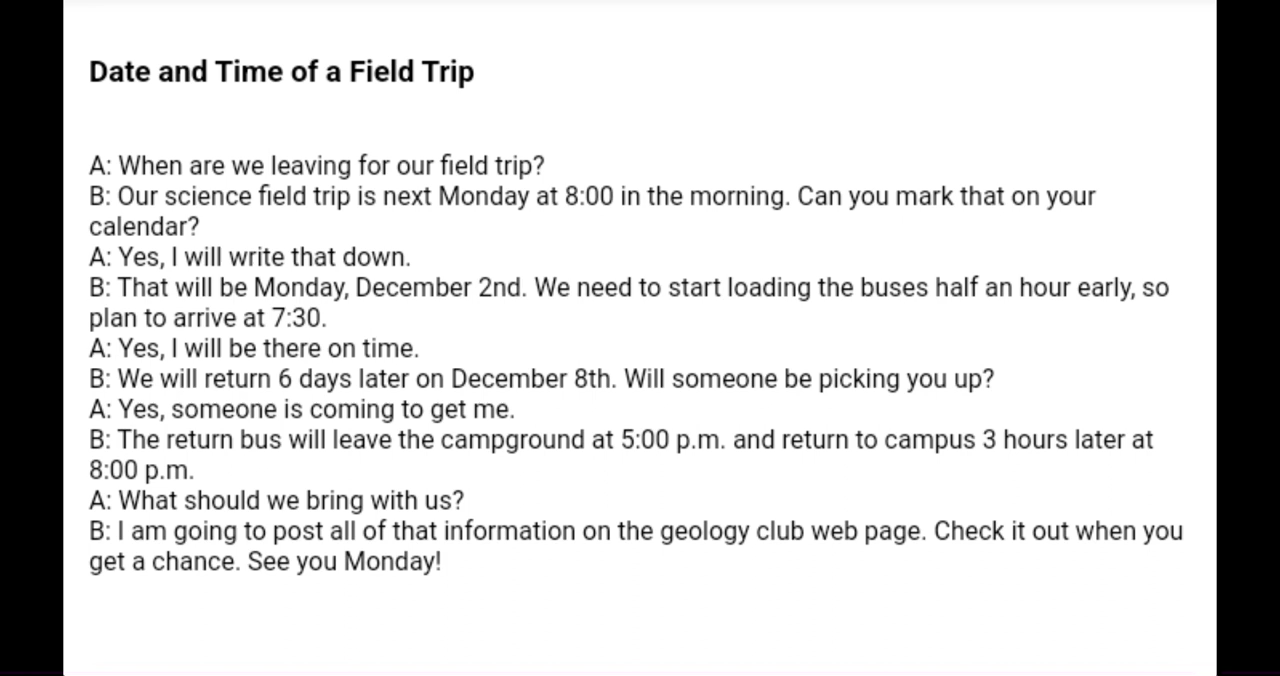 Date and Time of a Field Trip
A: When are we leaving for our field trip?
B: Our science field trip is next Monday at 8:00 in the morning. Can you mark that on your
calendar?
A: Yes, I will write that down.
B: That will be Monday, December 2nd. We need to start loading the buses half an hour early, so
plan to arrive at 7:30.
A: Yes, I will be there on time.
B: We will return 6 days later on December 8th. Will someone be picking you up?
A: Yes, someone is coming to get me.
B: The return bus will leave the campground at 5:00 p.m. and return to campus 3 hours later at
8:00 p.m.
A: What should we bring with us?
B: I am going to post all of that information on the geology club web page. Check it out when you
get a chance. See you Monday!